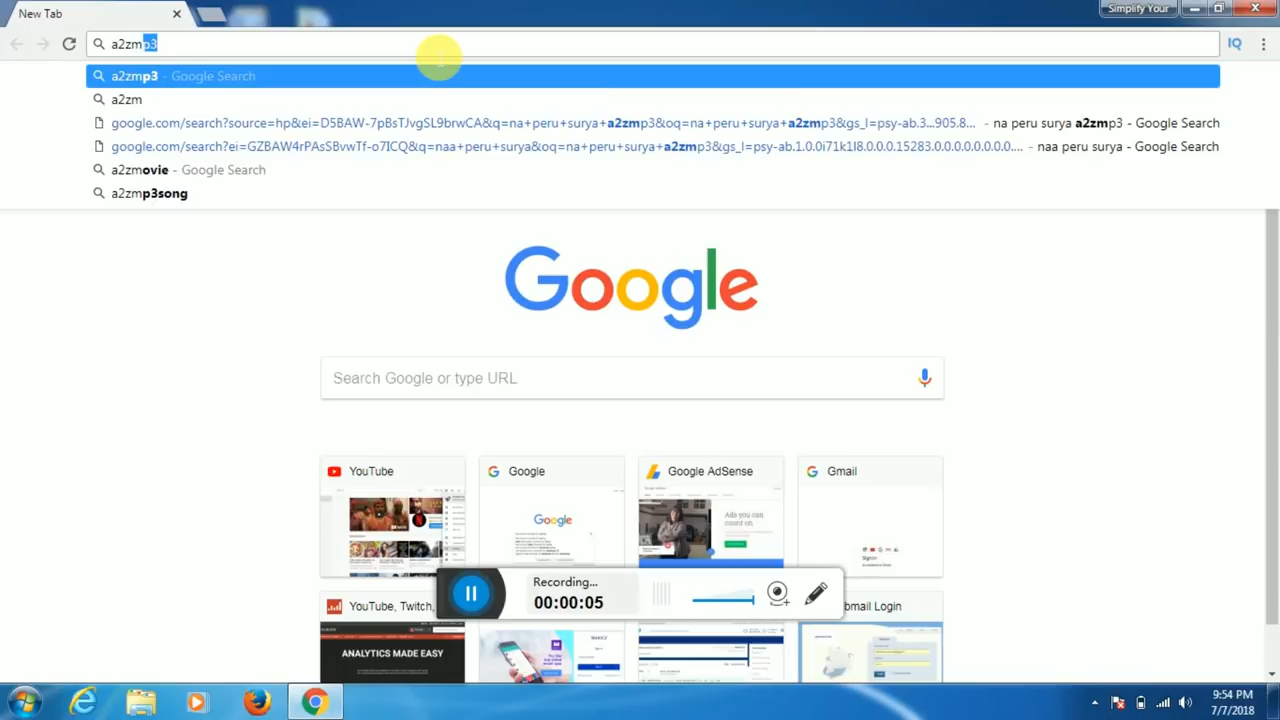 New Tab
Simplify Your
a2zmp3
IQ
a2zmp3 - Google Search
a2zm
google.com/search?source=hp&ei=D5BAW-7pBsTJvgSL9brwCA&q=na+peru+surya+a2zmp3&oq=na+peru+surya+a2zmp3&gs_l=psy-ab.3...905.8... - na peru surya a2zmp3 - Google Search
google.com/search?ei=GZBAW4rPAsSBvwTf-o7ICQ&q=naa+peru+surya&oq=na+peru+surya+a2zmp3&gs_l=psy-ab.1.0.0i71k1l8.0.0.0.15283.0.0.0.0.0.0.0.0.... - naa peru surya - Google Search
a2zmovie - Google Search
a2zmp3song
Google
Search Google or type URL
YouTube
Google
Google AdSense
Gmail
Google
Ads you can
count on.
Recording...
00:00:05
YouTube, Twitch,
bmail Login
ANALYTICS MADE EASY
9:54 PM
7/7/2018